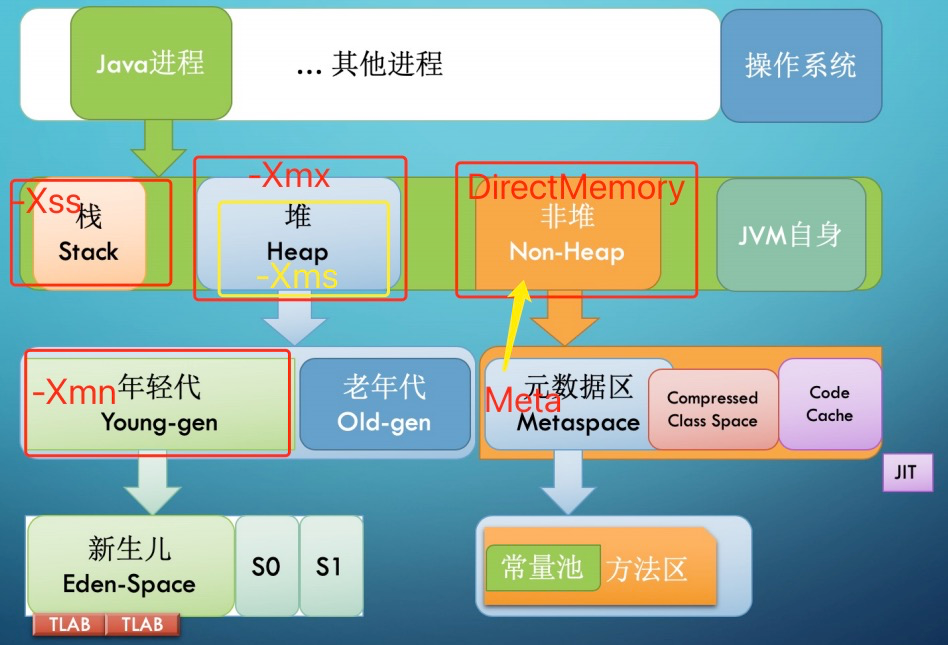 Java进程
... 其他进程
操作系统
-Xss
栈
Stack
-Xmx
堆
Heap
-Xms
DirectMemory
非堆
Non-Heap
JVM自身
-Xmn
年轻代
Young-gen
老年代
Old-gen
Meta
元数据区
Metaspace
Compressed
Class Space
Code
Cache
JIT
新生儿
Eden-Space
S0
S1
TLAB
TLAB
常量池
方法区